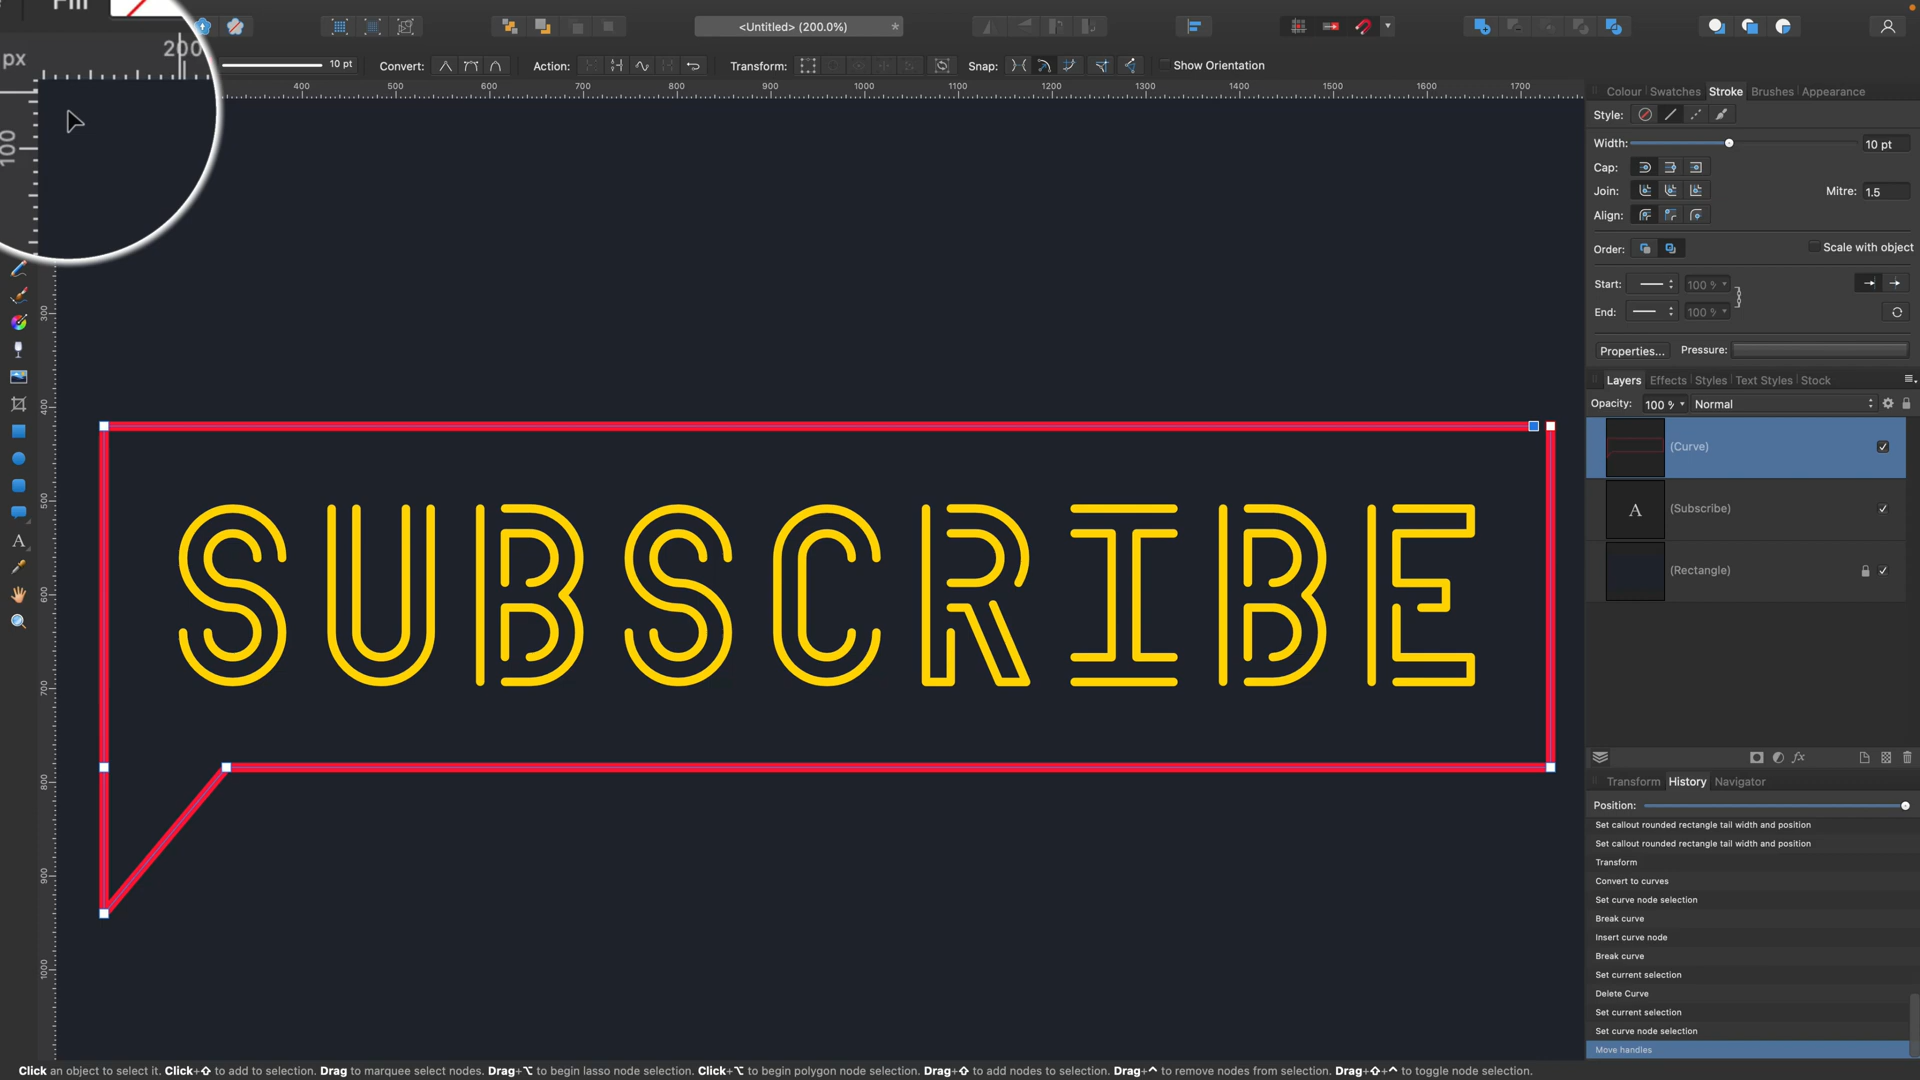 Fill
<Untitled> (200.0%)
*
px
200
10 pt
Convert:
Action:
Transform:
Snap:
Show Orientation
400
500
600
700
800
900
1000
1100
1200
1300
1400
1500
1600
1700
100
300
400
500
600
700
800
900
1000
SUBSCRIBE
Colour
Swatches
Stroke
Brushes
Appearance
Style:
Width:
10 pt
Cap:
Join:
Mitre:
1.5
Align:
Order:
Scale with object
Start:
100 %
End:
100 %
Properties...
Pressure:
Layers
Effects
Styles
Text Styles
Stock
Opacity:
100 %
Normal
(Curve)
A
(Subscribe)
(Rectangle)
Transform
History
Navigator
Position:
Set callout rounded rectangle tail width and position
Set callout rounded rectangle tail width and position
Transform
Convert to curves
Set curve node selection
Break curve
Insert curve node
Break curve
Set current selection
Delete Curve
Set current selection
Set curve node selection
Move handles
Click an object to select it. Click+⇧ to add to selection. Drag to marquee select nodes. Drag+⌥ to begin lasso node selection. Click+⌥ to begin polygon node selection. Drag+⇧ to add nodes to selection. Drag+^ to remove nodes from selection. Drag+⇧+^ to toggle node selection.